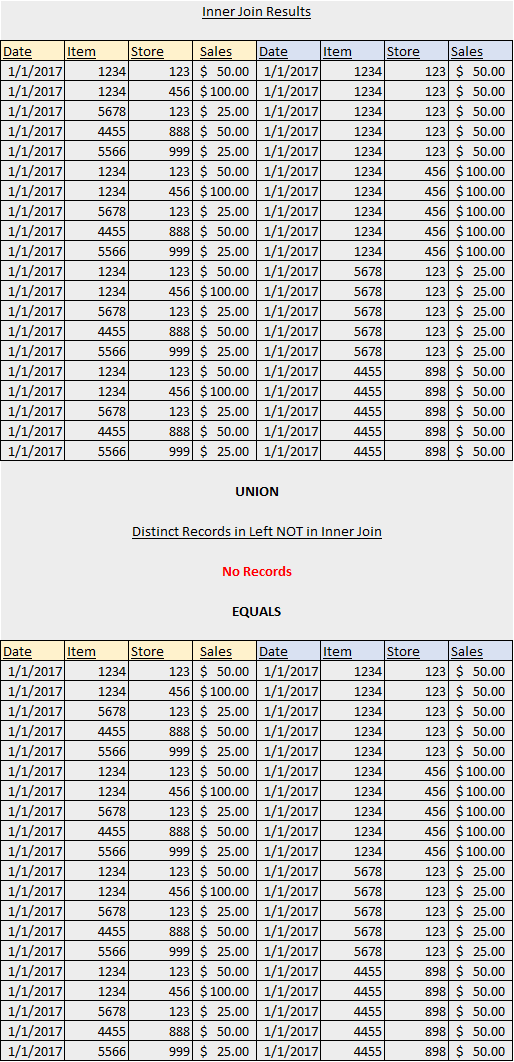 Inner Join Results
Date Item Store Sales Date Item Store Sales
1/1/2017 1234 123 $ 50.00 1/1/2017 1234 123 $ 50.00
1/1/2017 1234 456 $100.00 1/1/2017 1234 123 $ 50.00
1/1/2017 5678 123 $ 25.00 1/1/2017 1234 123 $ 50.00
1/1/2017 4455 888 $ 50.00 1/1/2017 1234 123 $ 50.00
1/1/2017 5566 999 $ 25.00 1/1/2017 1234 123 $ 50.00
1/1/2017 1234 123 $ 50.00 1/1/2017 1234 456 $100.00
1/1/2017 1234 456 $100.00 1/1/2017 1234 456 $100.00
1/1/2017 5678 123 $ 25.00 1/1/2017 1234 456 $100.00
1/1/2017 4455 888 $ 50.00 1/1/2017 1234 456 $100.00
1/1/2017 5566 999 $ 25.00 1/1/2017 1234 456 $100.00
1/1/2017 1234 123 $ 50.00 1/1/2017 5678 123 $ 25.00
1/1/2017 1234 456 $100.00 1/1/2017 5678 123 $ 25.00
1/1/2017 5678 123 $ 25.00 1/1/2017 5678 123 $ 25.00
1/1/2017 4455 888 $ 50.00 1/1/2017 5678 123 $ 25.00
1/1/2017 5566 999 $ 25.00 1/1/2017 5678 123 $ 25.00
1/1/2017 1234 123 $ 50.00 1/1/2017 4455 898 $ 50.00
1/1/2017 1234 456 $100.00 1/1/2017 4455 898 $ 50.00
1/1/2017 5678 123 $ 25.00 1/1/2017 4455 898 $ 50.00
1/1/2017 4455 888 $ 50.00 1/1/2017 4455 898 $ 50.00
1/1/2017 5566 999 $ 25.00 1/1/2017 4455 898 $ 50.00
UNION
Distinct Records in Left NOT in Inner Join
No Records
EQUALS
Date Item Store Sales Date Item Store Sales
1/1/2017 1234 123 $ 50.00 1/1/2017 1234 123 $ 50.00
1/1/2017 1234 456 $100.00 1/1/2017 1234 123 $ 50.00
1/1/2017 5678 123 $ 25.00 1/1/2017 1234 123 $ 50.00
1/1/2017 4455 888 $ 50.00 1/1/2017 1234 123 $ 50.00
1/1/2017 5566 999 $ 25.00 1/1/2017 1234 123 $ 50.00
1/1/2017 1234 123 $ 50.00 1/1/2017 1234 456 $100.00
1/1/2017 1234 456 $100.00 1/1/2017 1234 456 $100.00
1/1/2017 5678 123 $ 25.00 1/1/2017 1234 456 $100.00
1/1/2017 4455 888 $ 50.00 1/1/2017 1234 456 $100.00
1/1/2017 5566 999 $ 25.00 1/1/2017 1234 456 $100.00
1/1/2017 1234 123 $ 50.00 1/1/2017 5678 123 $ 25.00
1/1/2017 1234 456 $100.00 1/1/2017 5678 123 $ 25.00
1/1/2017 5678 123 $ 25.00 1/1/2017 5678 123 $ 25.00
1/1/2017 4455 888 $ 50.00 1/1/2017 5678 123 $ 25.00
1/1/2017 5566 999 $ 25.00 1/1/2017 5678 123 $ 25.00
1/1/2017 1234 123 $ 50.00 1/1/2017 4455 898 $ 50.00
1/1/2017 1234 456 $100.00 1/1/2017 4455 898 $ 50.00
1/1/2017 5678 123 $ 25.00 1/1/2017 4455 898 $ 50.00
1/1/2017 4455 888 $ 50.00 1/1/2017 4455 898 $ 50.00
1/1/2017 5566 999 $ 25.00 1/1/2017 4455 898 $ 50.00